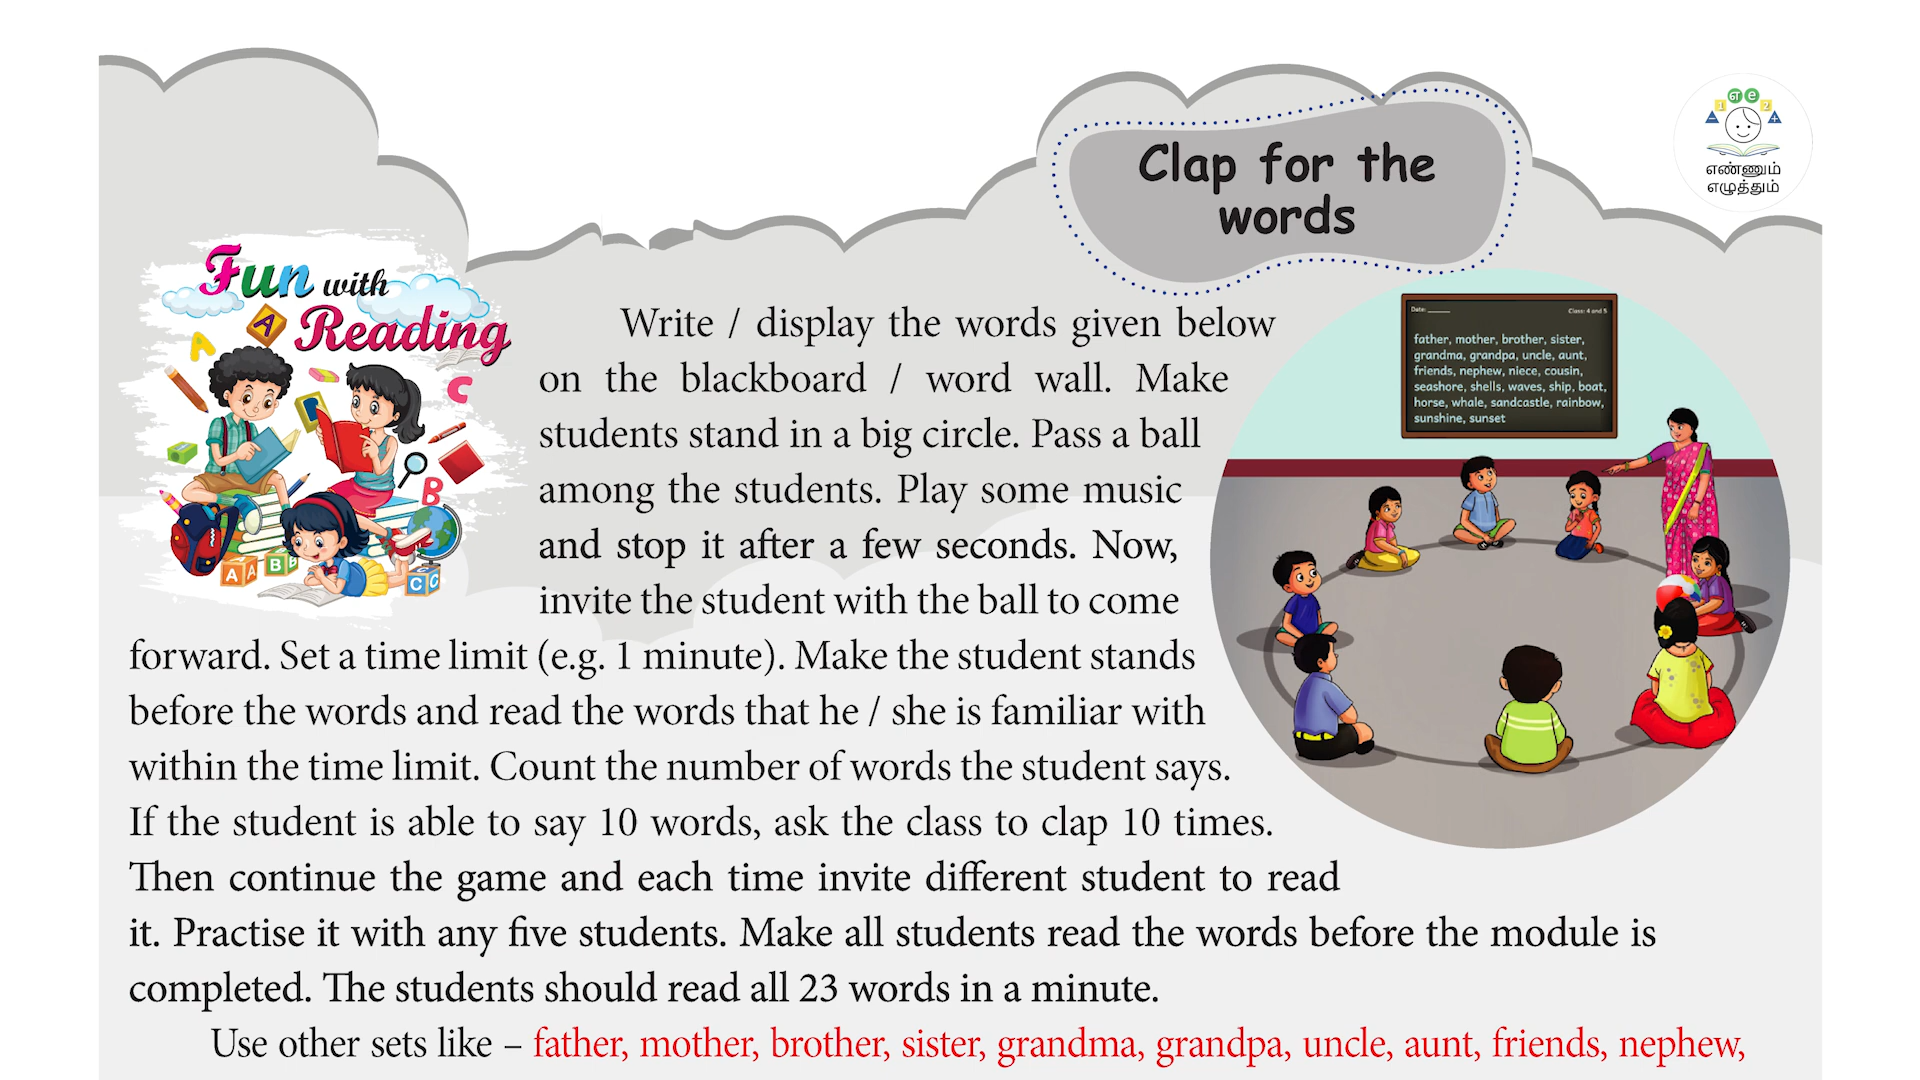 Clap for the
words
எண்ணும்
எழுத்தும்
Fun with
Reading
Write / display the words given below
on the blackboard / word wall. Make
students stand in a big circle. Pass a ball
among the students. Play some music
and stop it after a few seconds. Now,
invite the student with the ball to come
forward. Set a time limit (e.g. 1 minute). Make the student stands
before the words and read the words that he / she is familiar with
within the time limit. Count the number of words the student says.
If the student is able to say 10 words, ask the class to clap 10 times.
Then continue the game and each time invite different student to read
it. Practise it with any five students. Make all students read the words before the module is
completed. The students should read all 23 words in a minute.
Use other sets like – father, mother, brother, sister, grandma, grandpa, uncle, aunt, friends, nephew,
Date: ____
Class: 4 and 5
father, mother, brother, sister,
grandma, grandpa, uncle, aunt,
friends, nephew, niece, cousin,
seashore, shells, waves, ship, boat,
horse, whale, sandcastle, rainbow,
sunshine, sunset